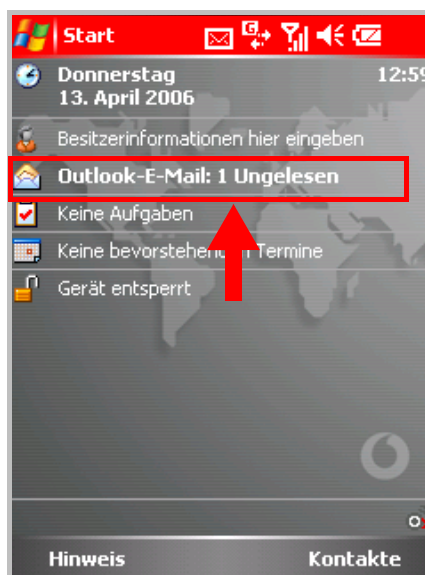 Start
Donnerstag 12:59
13. April 2006
Besitzerinformationen hier eingeben
Outlook-E-Mail: 1 Ungelesen
Keine Aufgaben
Keine bevorstehenden Termine
Gerät entsperrt
Hinweis Kontakte